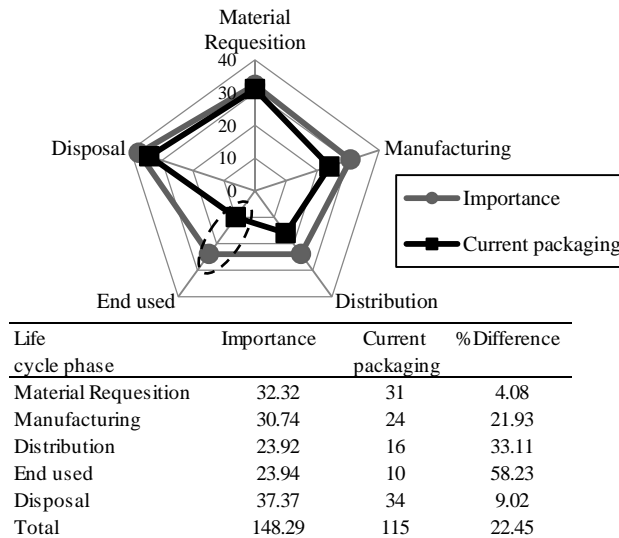 Material
Requesition
40
30
20
10
0
Disposal
Manufacturing
Importance
Current packaging
End used
Distribution
Life cycle phase Importance Current packaging %Difference
Material Requesition 32.32 31 4.08
Manufacturing 30.74 24 21.93
Distribution 23.92 16 33.11
End used 23.94 10 58.23
Disposal 37.37 34 9.02
Total 148.29 115 22.45